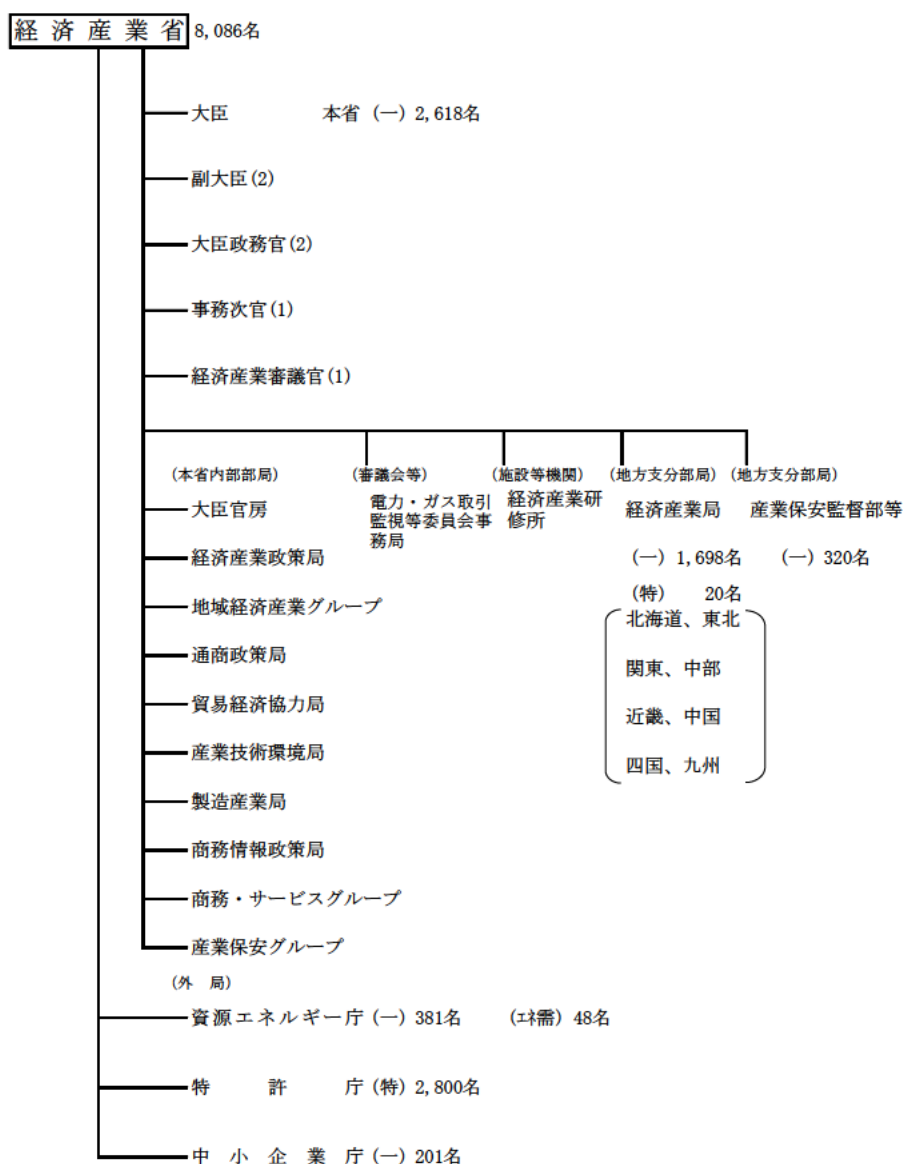 経済産業省 8,086名
大臣 本省 (一) 2,618名
副大臣(2)
大臣政務官(2)
事務次官(1)
経済産業審議官(1)
(本省内部部局) (審議会等) (施設等機関) (地方支分部局) (地方支分部局)
大臣官房
電力・ガス取引
監視等委員会事
務局
経済産業研
修所
経済産業局 産業保安監督部等
経済産業政策局 (一) 1,698名 (一) 320名
(特) 20名
地域経済産業グループ 北海道、東北
通商政策局 関東、中部
貿易経済協力局 近畿、中国
産業技術環境局 四国、九州
製造産業局
商務情報政策局
商務・サービスグループ
産業保安グループ
(外 局)
資源エネルギー庁 (一) 381名 (エネ需) 48名
特 許 庁 (特) 2,800名
中 小 企 業 庁 (一) 201名